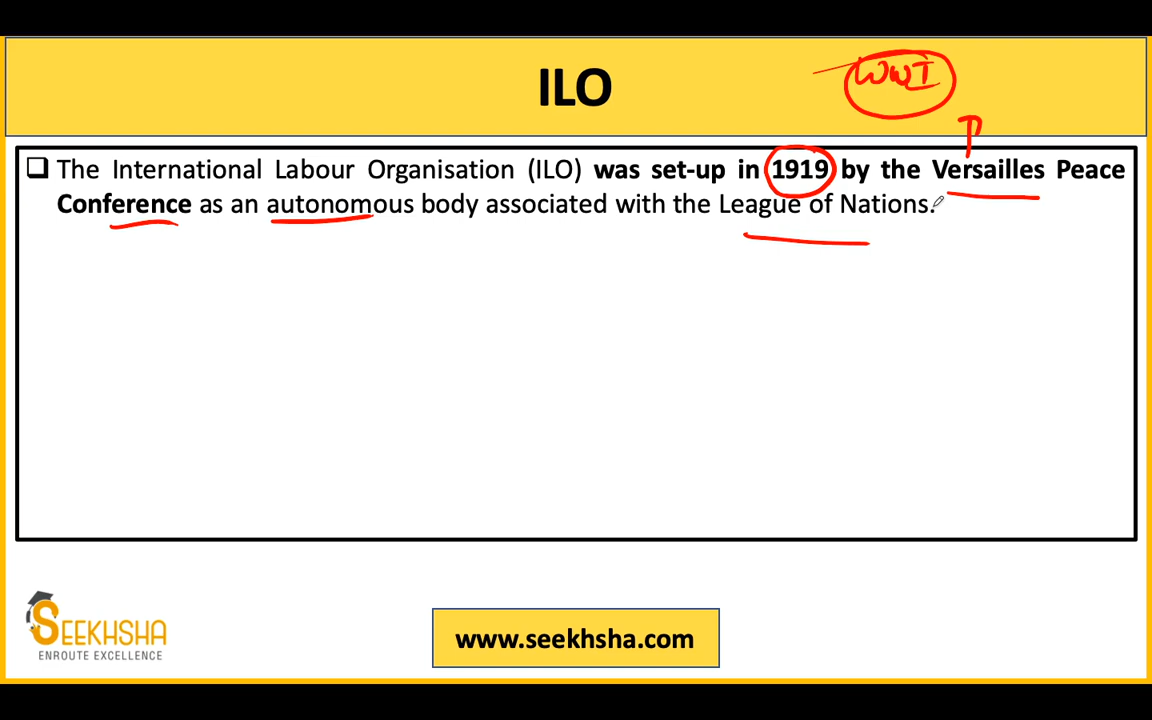 ILO
WWI
❑ The International Labour Organisation (ILO) was set-up in 1919 by the Versailles Peace
Conference as an autonomous body associated with the League of Nations.
SEEKHSHA
ENROUTE EXCELLENCE
www.seekhsha.com